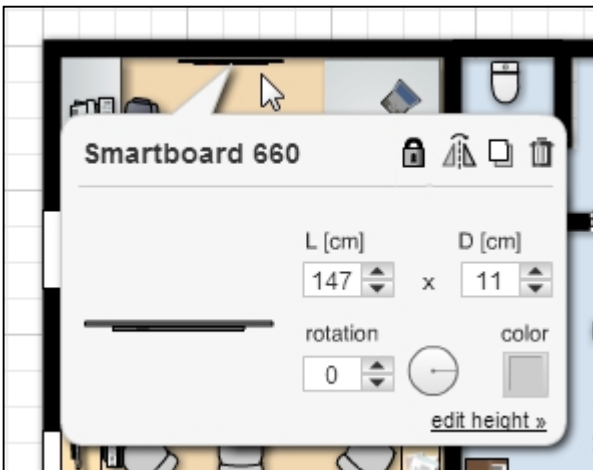 Smartboard 660
L [cm] D [cm]
147 x 11
rotation color
0
edit height »